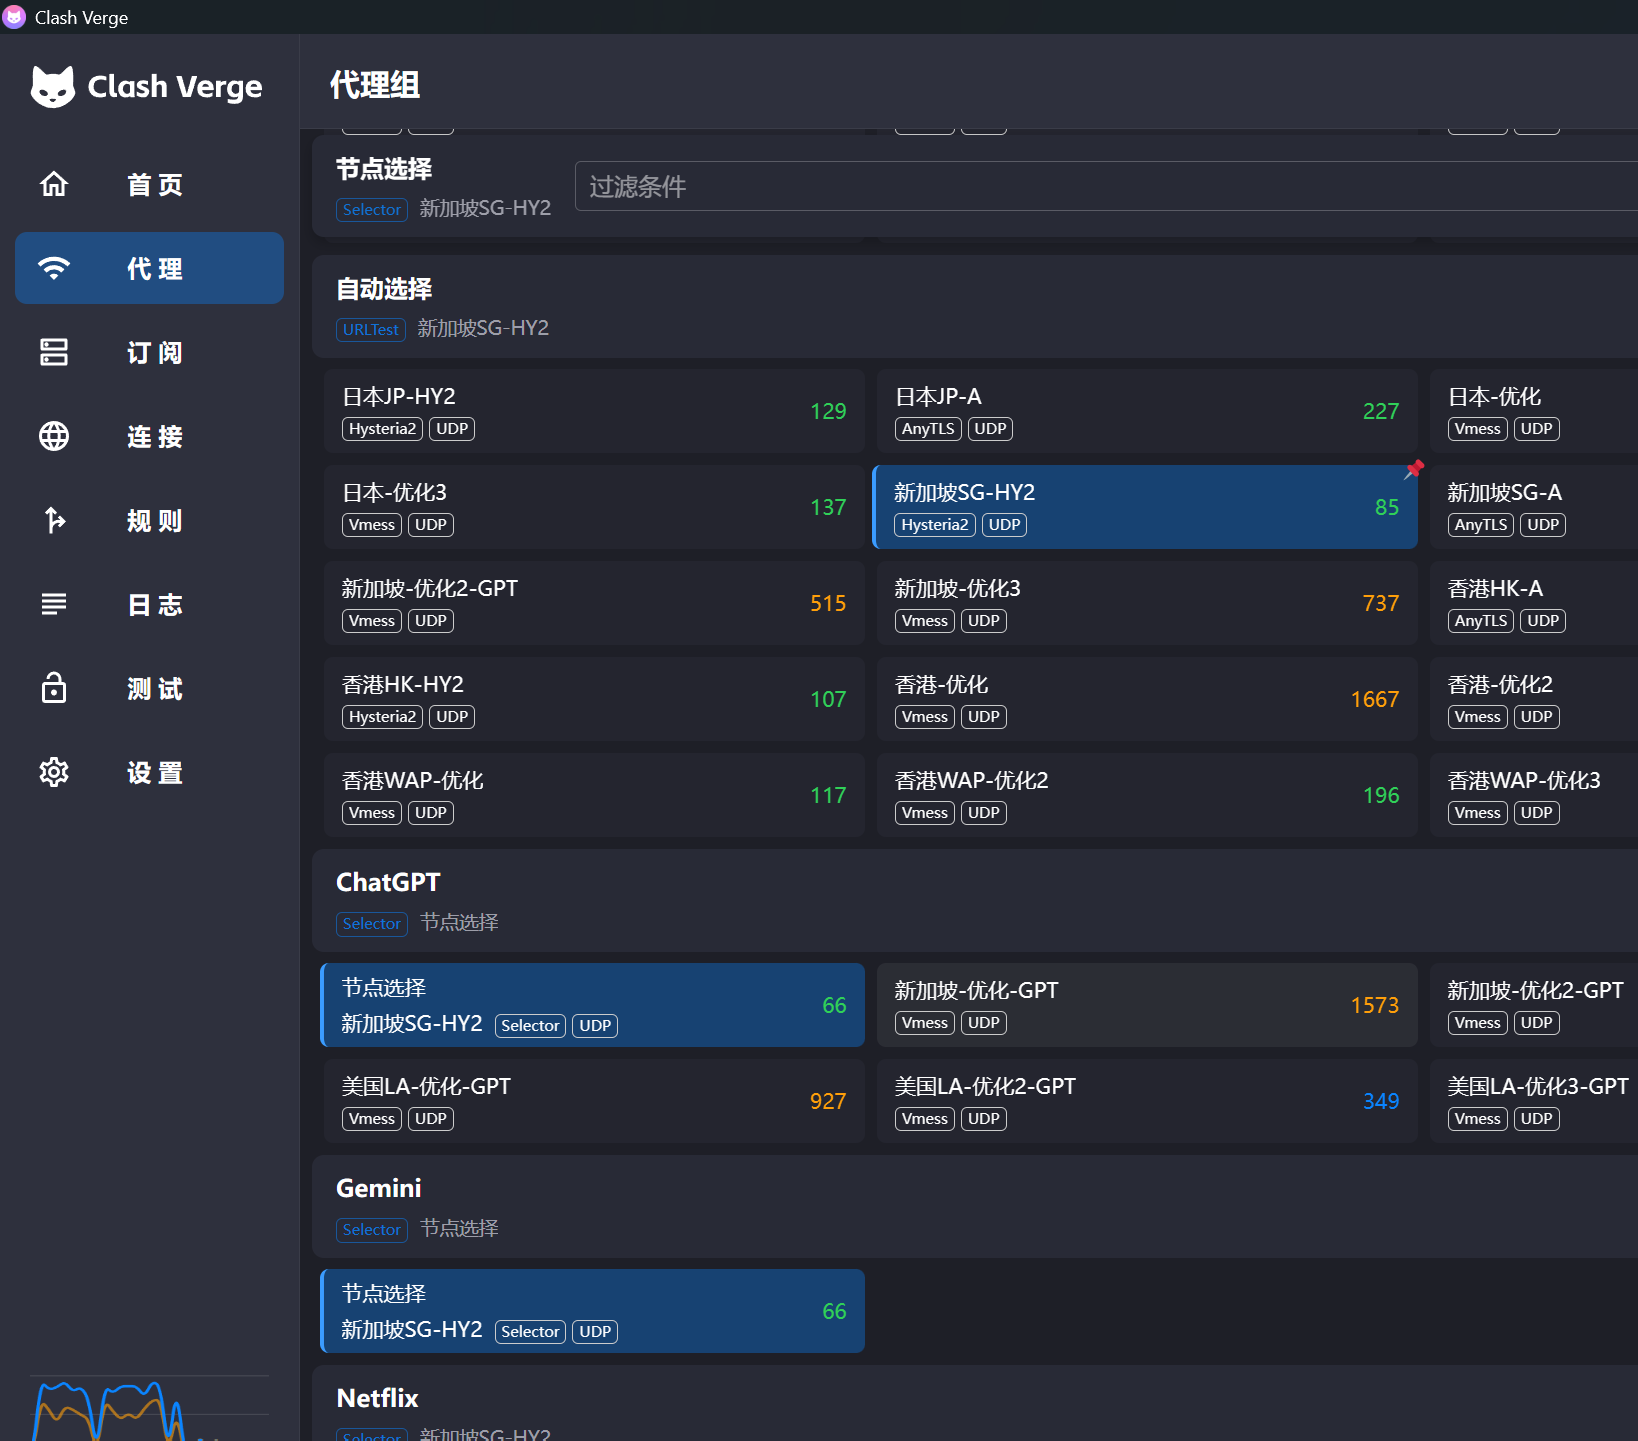 Clash Verge
Clash Verge
首 页
代 理
订 阅
连 接
规 则
日 志
测 试
设 置
代理组
节点选择
Selector 新加坡SG-HY2
过滤条件
自动选择
URLTest 新加坡SG-HY2
日本JP-HY2
Hysteria2 UDP
129
日本JP-A
AnyTLS UDP
227
日本-优化
Vmess UDP
日本-优化3
Vmess UDP
137
新加坡SG-HY2
Hysteria2 UDP
85
新加坡SG-A
AnyTLS UDP
新加坡-优化2-GPT
Vmess UDP
515
新加坡-优化3
Vmess UDP
737
香港HK-A
AnyTLS UDP
香港HK-HY2
Hysteria2 UDP
107
香港-优化
Vmess UDP
1667
香港-优化2
Vmess UDP
香港WAP-优化
Vmess UDP
117
香港WAP-优化2
Vmess UDP
196
香港WAP-优化3
Vmess UDP
ChatGPT
Selector 节点选择
节点选择
新加坡SG-HY2 Selector UDP
66
新加坡-优化-GPT
Vmess UDP
1573
新加坡-优化2-GPT
Vmess UDP
美国LA-优化-GPT
Vmess UDP
927
美国LA-优化2-GPT
Vmess UDP
349
美国LA-优化3-GPT
Vmess UDP
Gemini
Selector 节点选择
节点选择
新加坡SG-HY2 Selector UDP
66
Netflix
Selector 新加坡SG-HY2